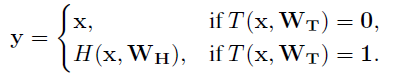 y = { x, if T(x, W_T) = 0,
H(x, W_H), if T(x, W_T) = 1.